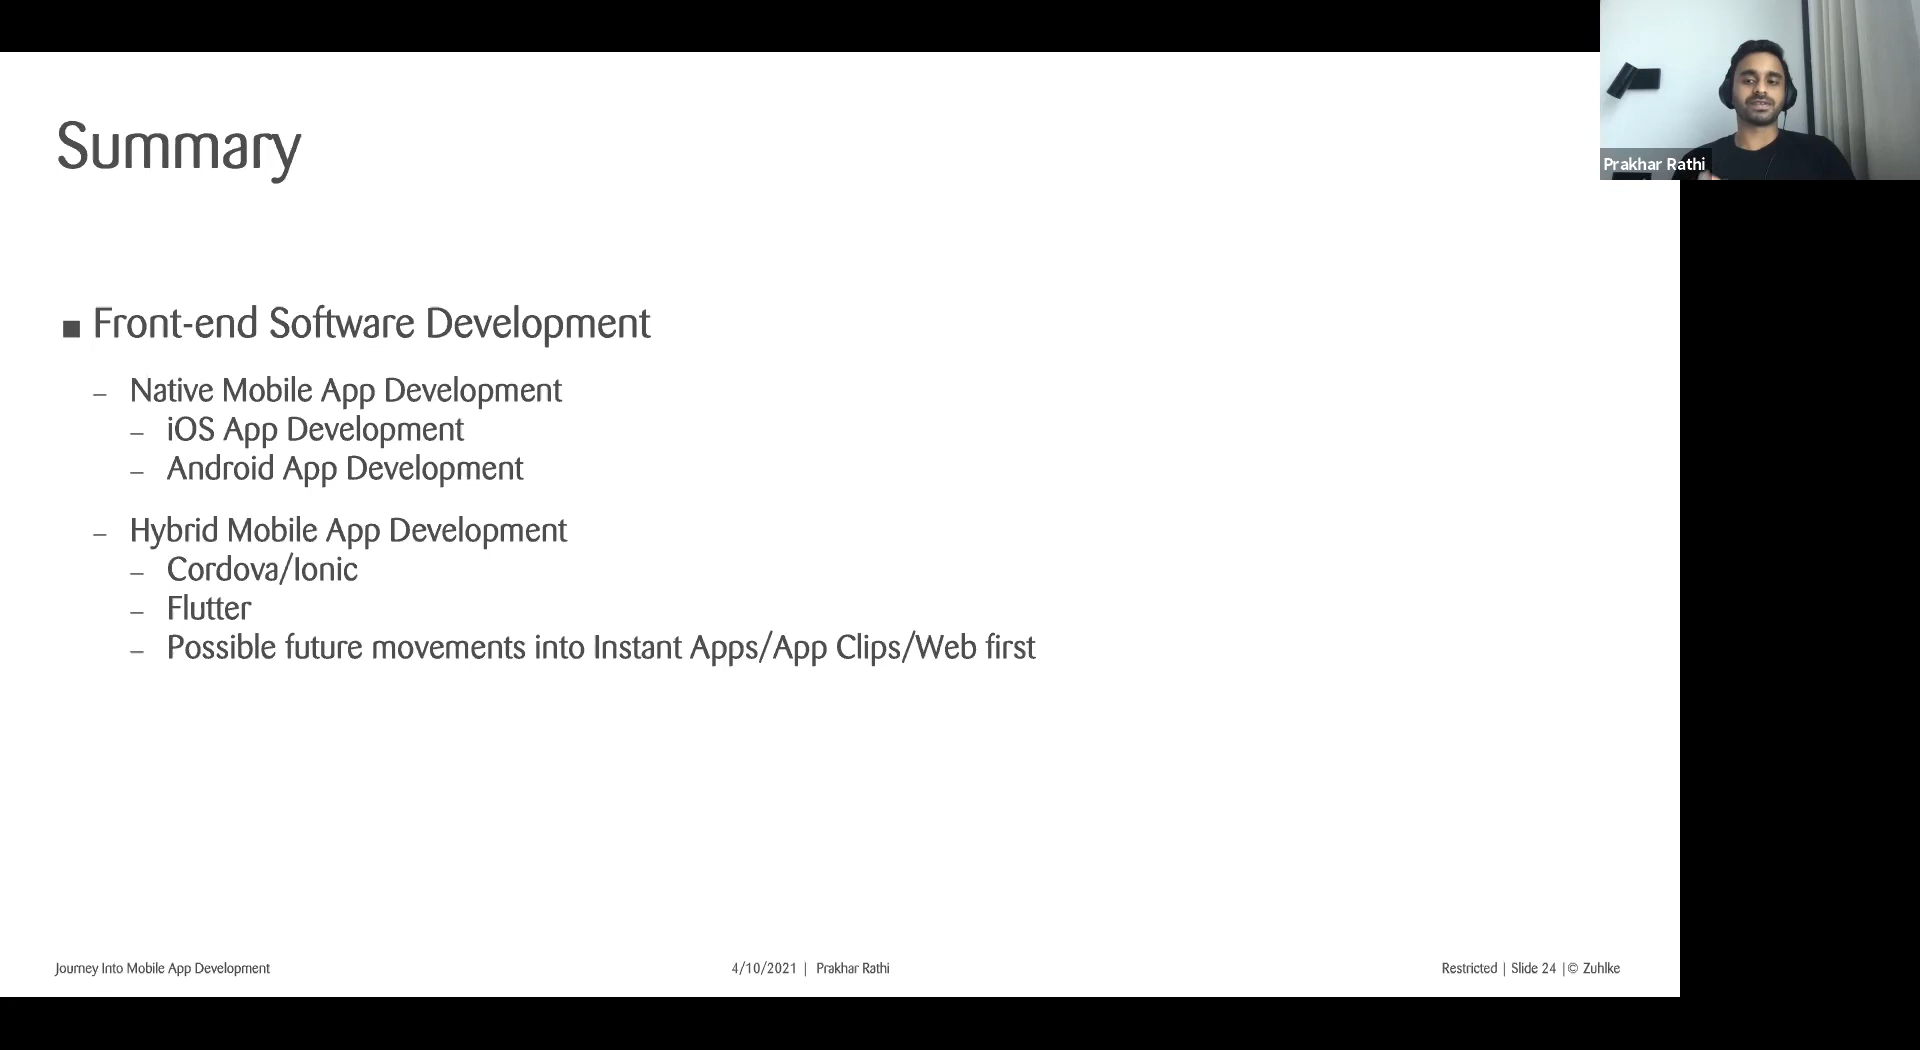 Summary
Prakhar Rathi
■ Front-end Software Development
– Native Mobile App Development
– iOS App Development
– Android App Development
– Hybrid Mobile App Development
– Cordova/Ionic
– Flutter
– Possible future movements into Instant Apps/App Clips/Web first
Journey Into Mobile App Development
4/10/2021 | Prakhar Rathi
Restricted | Slide 24 | © Zuhlke